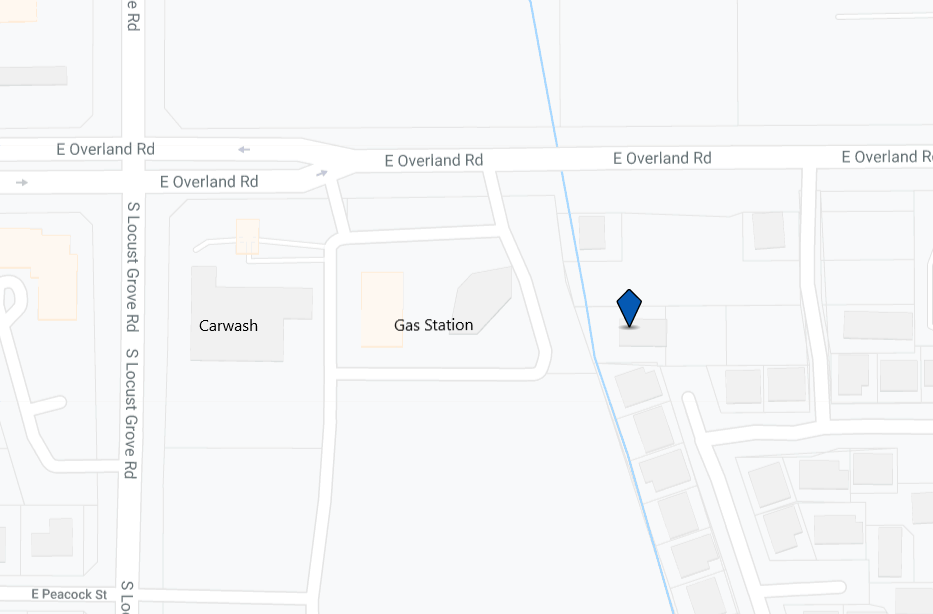 e Rd
E Overland Rd
E Overland Rd
E Overland Rd
E Overland R
E Overland Rd
S Locust Grove Rd
Carwash
Gas Station
S Locust Grove Rd
E Peacock St
S Lo